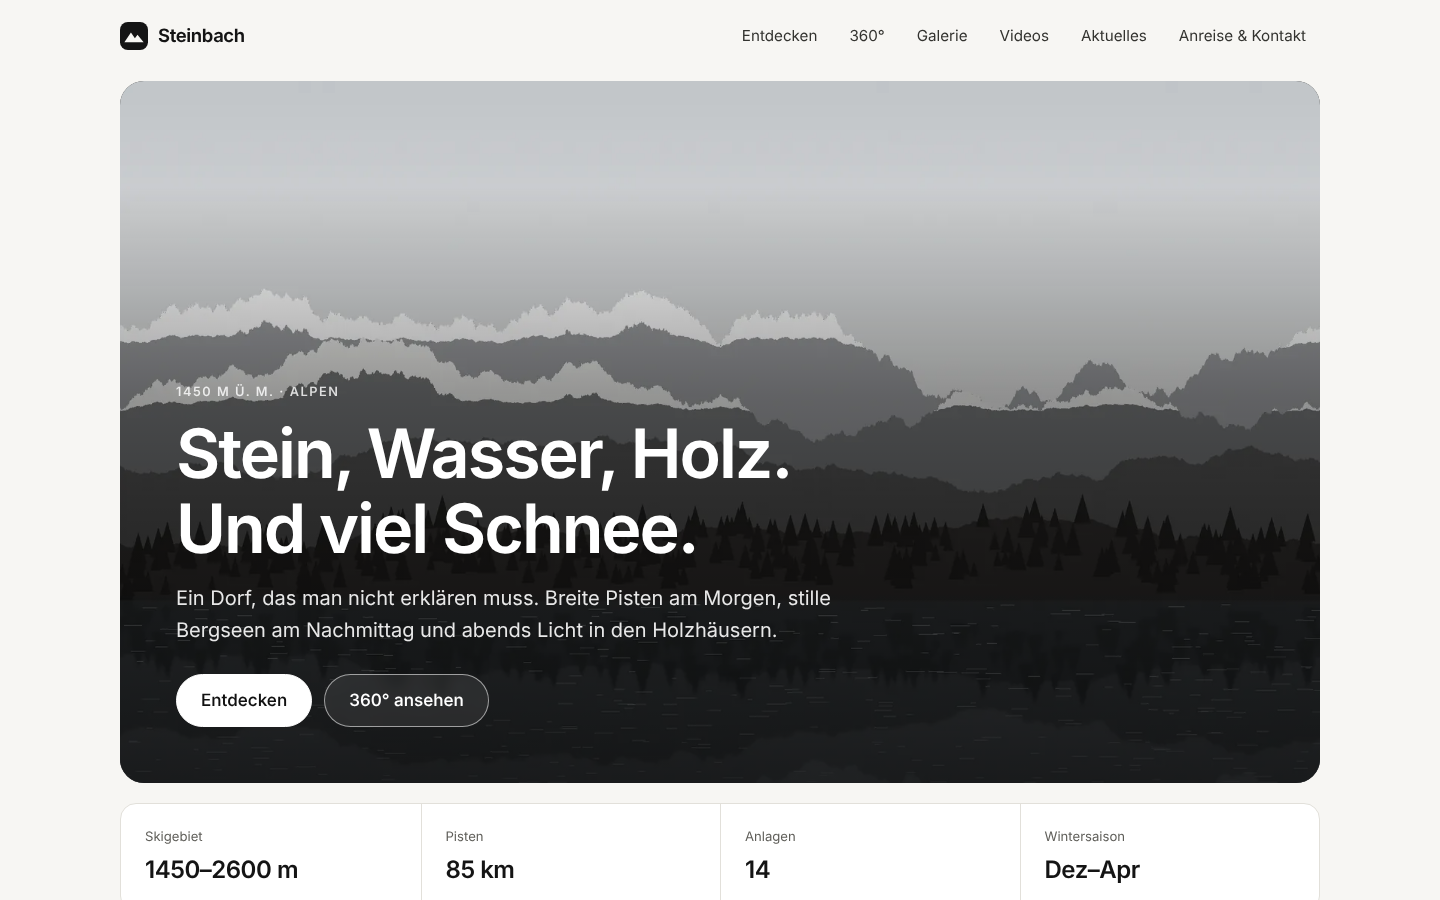 Steinbach
Entdecken 360° Galerie Videos Aktuelles Anreise & Kontakt
1450 M Ü. M. · ALPEN
Stein, Wasser, Holz.
Und viel Schnee.
Ein Dorf, das man nicht erklären muss. Breite Pisten am Morgen, stille
Bergseen am Nachmittag und abends Licht in den Holzhäusern.
Entdecken 360° ansehen
Skigebiet Pisten Anlagen Wintersaison
1450–2600 m 85 km 14 Dez–Apr